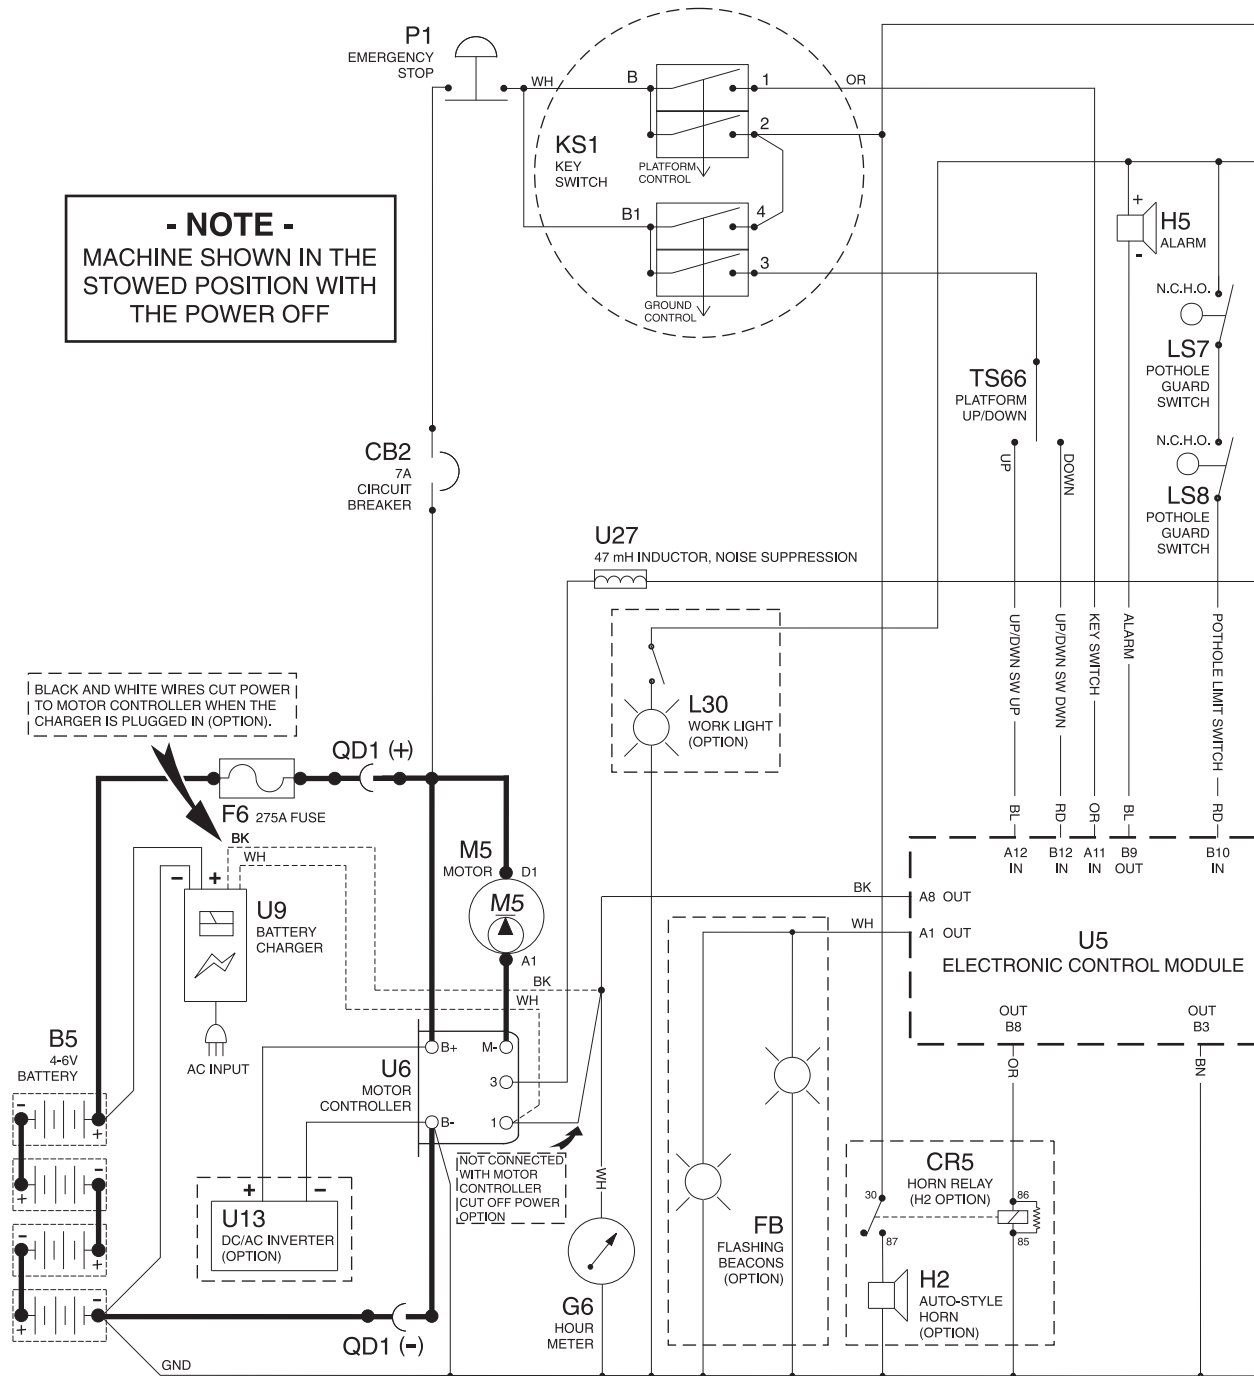 P1
EMERGENCY
STOP
WH
B
1
OR
2
KS1
KEY
SWITCH
PLATFORM
CONTROL
B1
4
3
GROUND
CONTROL
- NOTE -
MACHINE SHOWN IN THE
STOWED POSITION WITH
THE POWER OFF
+
H5
ALARM
-
N.C.H.O.
LS7
POTHOLE
GUARD
SWITCH
TS66
PLATFORM
UP/DOWN
UP
DOWN
N.C.H.O.
LS8
POTHOLE
GUARD
SWITCH
CB2
7A
CIRCUIT
BREAKER
U27
47 mH INDUCTOR, NOISE SUPPRESSION
UP/DWN SW UP
UP/DWN SW DWN
KEY SWITCH
ALARM
POTHOLE LIMIT SWITCH
BL
RD
OR
BL
RD
L30
WORK LIGHT
(OPTION)
BLACK AND WHITE WIRES CUT POWER
TO MOTOR CONTROLLER WHEN THE
CHARGER IS PLUGGED IN (OPTION).
QD1 (+)
F6 275A FUSE
BK
WH
- +
U9
BATTERY
CHARGER
AC INPUT
M5
MOTOR
D1
M5
A1
BK
WH
A12
IN
B12
IN
A11
IN
B9
OUT
B10
IN
BK
A8 OUT
WH
A1 OUT
U5
ELECTRONIC CONTROL MODULE
OUT
B8
OUT
B3
OR
BN
B5
4-6V
BATTERY
-
+
-
+
-
+
-
+
U6
MOTOR
CONTROLLER
B+
M-
3
B-
1
NOT CONNECTED
WITH MOTOR
CONTROLLER
CUT OFF POWER
OPTION
+ -
U13
DC/AC INVERTER
(OPTION)
WH
G6
HOUR
METER
FB
FLASHING
BEACONS
(OPTION)
CR5
HORN RELAY
(H2 OPTION)
30
86
87
85
H2
AUTO-STYLE
HORN
(OPTION)
QD1 (-)
GND